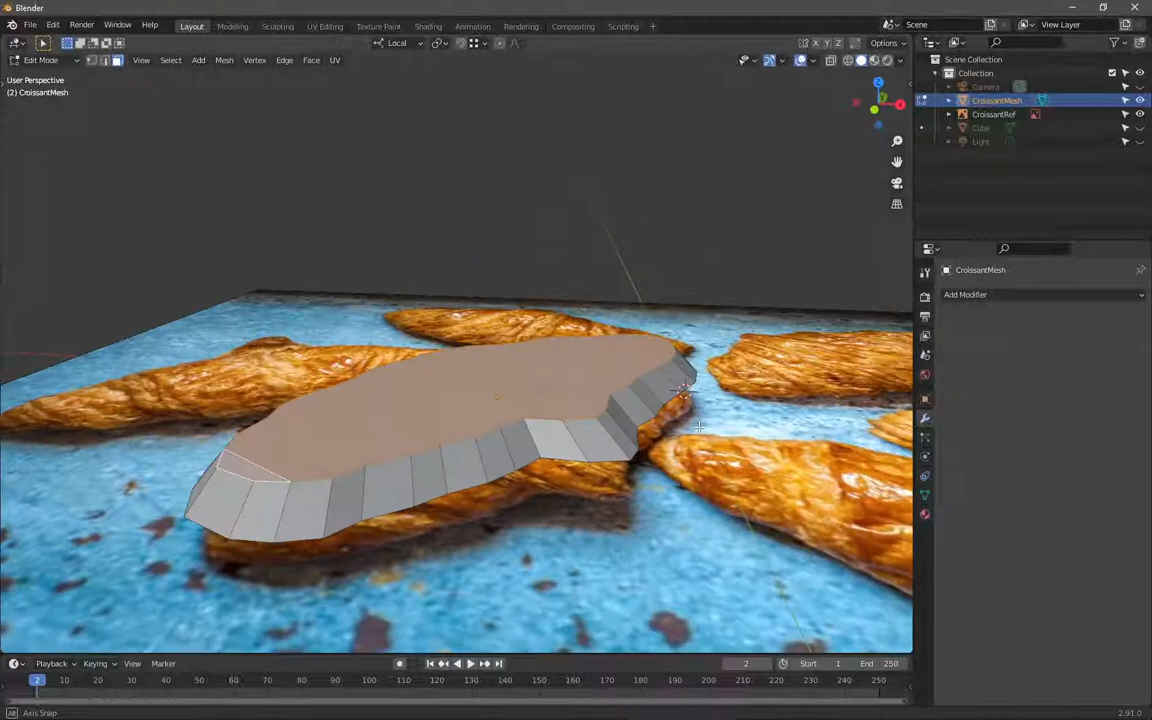 Blender
File Edit Render Window Help Layout Modeling Sculpting UV Editing Texture Paint Shading Animation Rendering Compositing Scripting + Scene View Layer
Local X Y Z Options
Edit Mode View Select Add Mesh Vertex Edge Face UV
User Perspective
(2) CroissantMesh
Z
X
Scene Collection
Collection
Camera
CroissantMesh
CroissantRef
Cube
Light
CroissantMesh
Add Modifier
Playback Keying View Marker 2 Start 1 End 250
2 10 20 30 40 50 60 70 80 90 100 110 120 130 140 150 160 170 180 190 200 210 220 230 240 250
Alt Axis Snap 2.91.0